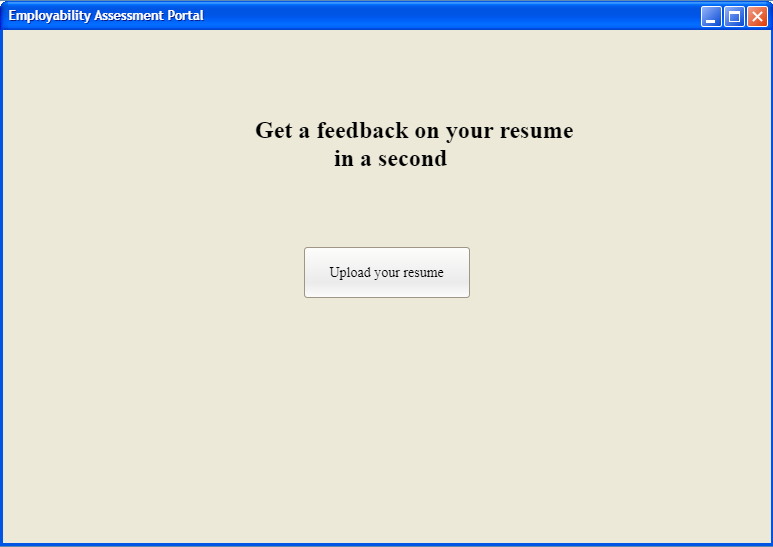 Employability Assessment Portal
Get a feedback on your resume
in a second
Upload your resume